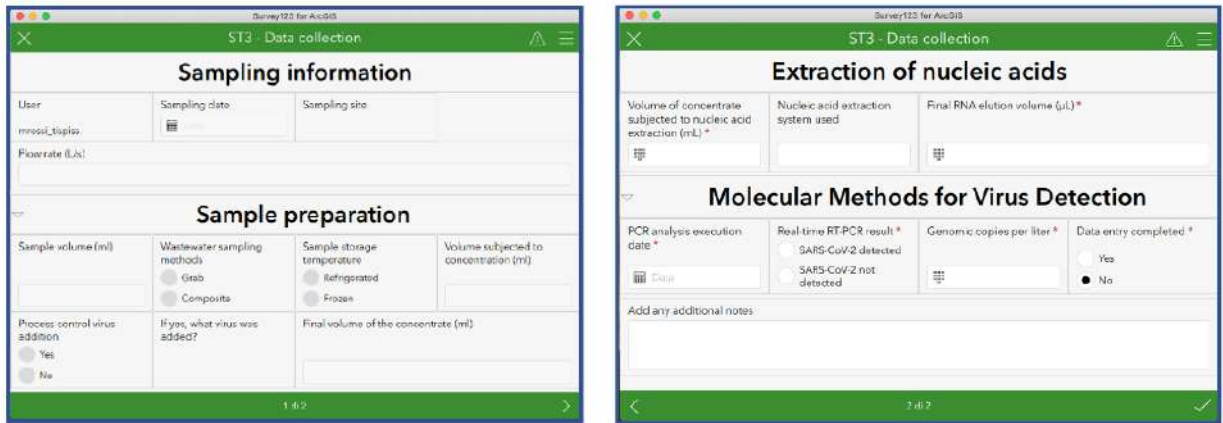 Survey123 for ArcGIS
ST3 - Data collection
Sampling information
User
Sampling date
Sampling site
mrossi_tispiss
Flow rate (L/s)
Sample preparation
Sample volume (ml)
Wastewater sampling
methods
Grab
Composite
Sample storage
temperature
Refrigerated
Frozen
Volume subjected to
concentration (ml)
Process control virus
addition
Yes
No
If yes, what virus was
added?
Final volume of the concentrate (ml)
1 di 2
Survey123 for ArcGIS
ST3 - Data collection
Extraction of nucleic acids
Volume of concentrate
subjected to nucleic acid
extraction (mL) *
Nucleic acid extraction
system used
Final RNA elution volume (µL) *
Molecular Methods for Virus Detection
PCR analysis execution
date *
Date
Real-time RT-PCR result *
SARS-CoV-2 detected
SARS-CoV-2 not
detected
Genomic copies per liter *
Data entry completed *
Yes
No
Add any additional notes
2 di 2